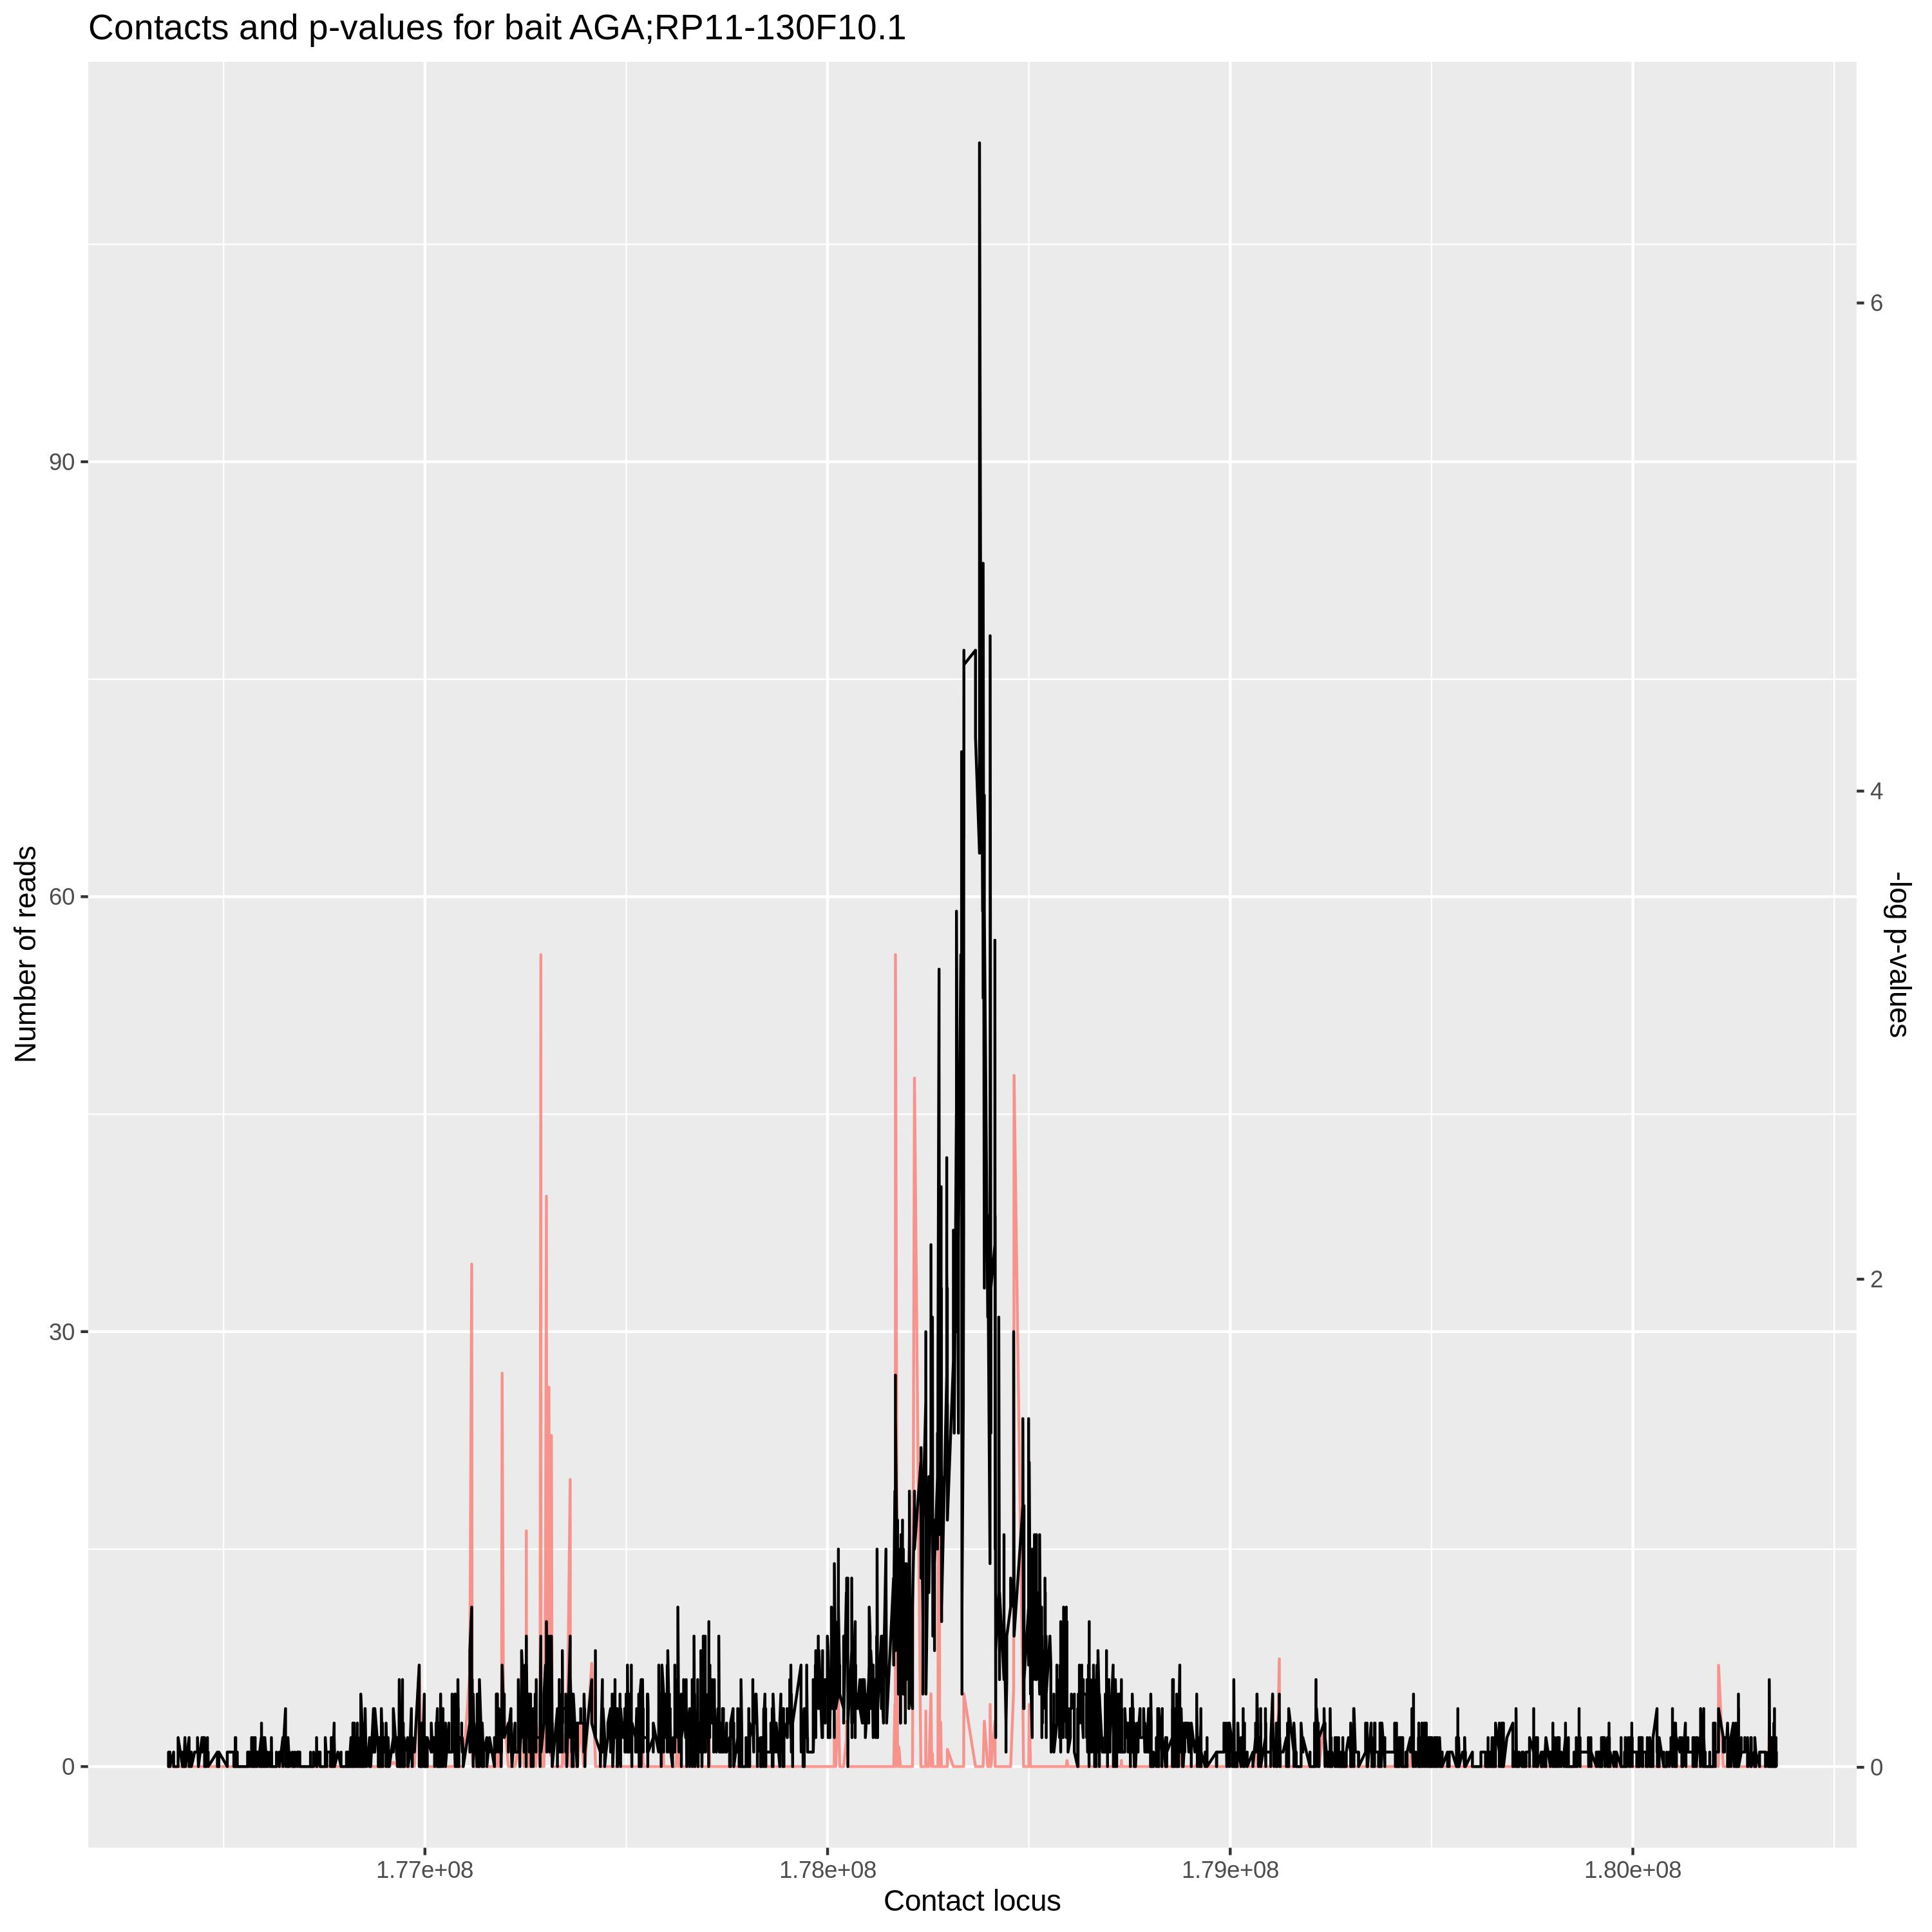 Contacts and p-values for bait AGA;RP11-130F10.1
Number of reads
90
60
30
0
6
4
2
0
-log p-values
1.77e+08
1.78e+08
1.79e+08
1.80e+08
Contact locus